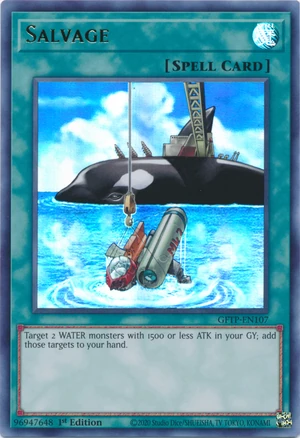 SALVAGE
[SPELL CARD]
GFTP-EN107
Target 2 WATER monsters with 1500 or less ATK in your GY; add
those targets to your hand.
96947648 1st Edition ©2020 Studio Dice/SHUEISHA, TV TOKYO, KONAMI